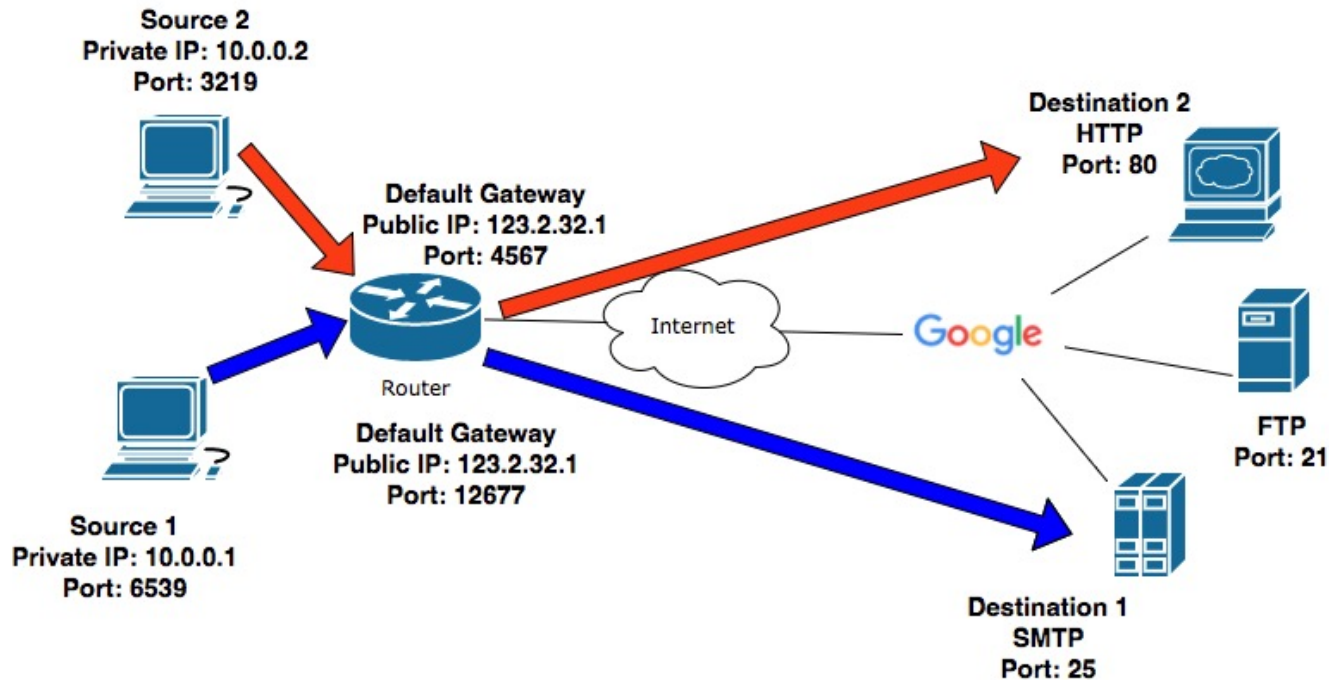 Source 2
Private IP: 10.0.0.2
Port: 3219
Destination 2
HTTP
Port: 80
Default Gateway
Public IP: 123.2.32.1
Port: 4567
Internet
Google
Router
FTP
Port: 21
Default Gateway
Public IP: 123.2.32.1
Port: 12677
Source 1
Private IP: 10.0.0.1
Port: 6539
Destination 1
SMTP
Port: 25